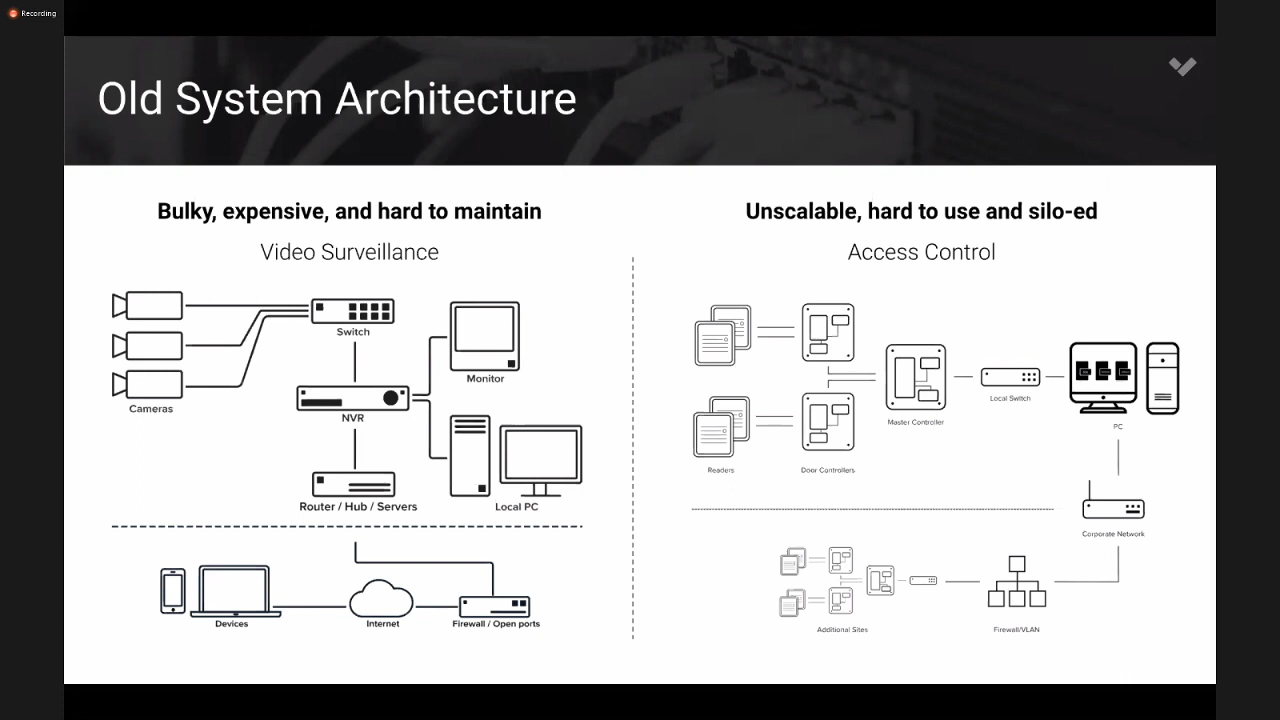 Recording
Old System Architecture
Bulky, expensive, and hard to maintain
Video Surveillance
Switch
Monitor
Cameras
NVR
Router / Hub / Servers
Local PC
Devices
Internet
Firewall / Open ports
Unscalable, hard to use and silo-ed
Access Control
Local Switch
Master Controller
PC
Readers
Door Controllers
Corporate Network
Additional Sites
Firewall/VLAN